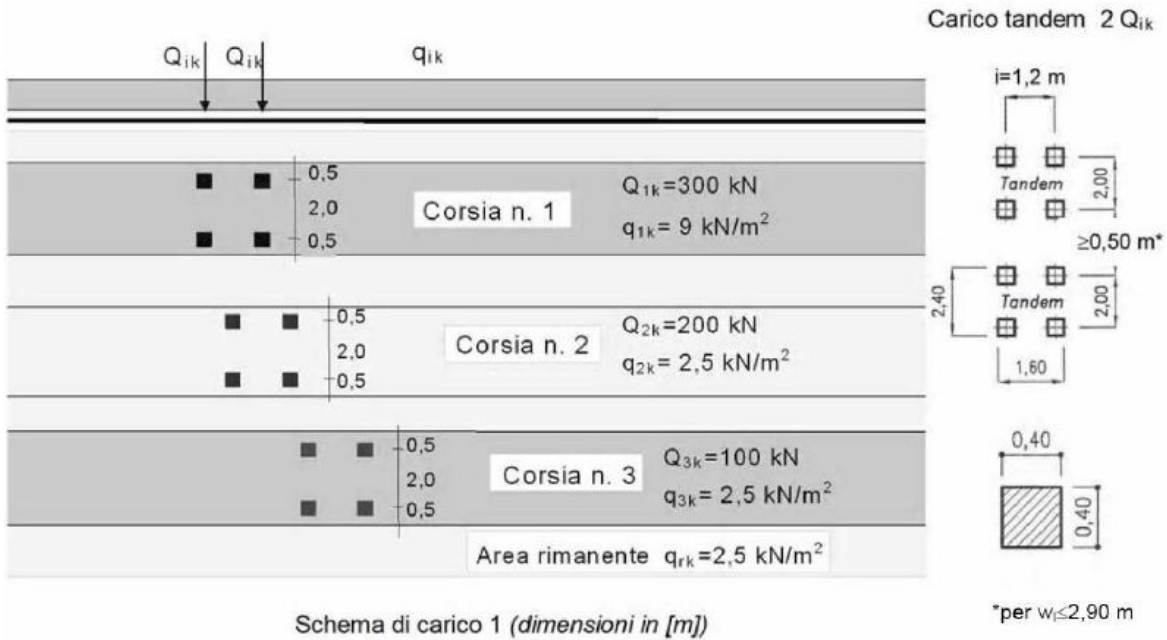 Carico tandem 2 Qik
Qik Qik qik
i=1,2 m
0,5
2,0
0,5
Corsia n. 1
Q1k=300 kN
q1k= 9 kN/m²
Tandem
2,00
≥0,50 m*
0,5
2,0
0,5
Corsia n. 2
Q2k=200 kN
q2k= 2,5 kN/m²
2,40
Tandem
2,00
1,60
0,5
2,0
0,5
Corsia n. 3
Q3k=100 kN
q3k= 2,5 kN/m²
0,40
0,40
Area rimanente qrk=2,5 kN/m²
*per wl≤2,90 m
Schema di carico 1 (dimensioni in [m])